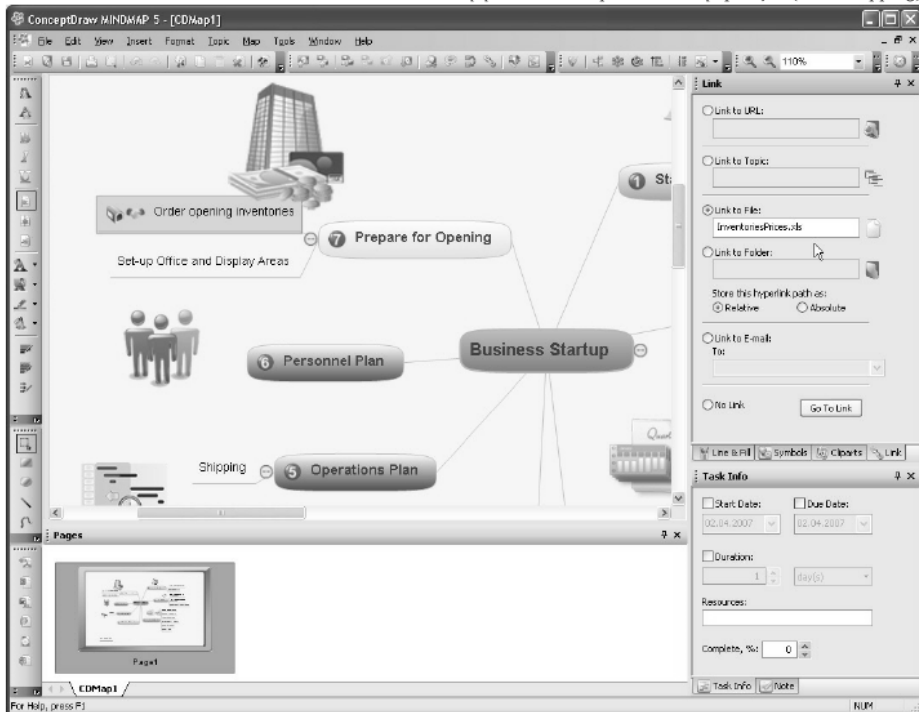 ConceptDraw MINDMAP 5 - [CDMap1]
File Edit View Insert Format Topic Map Tools Window Help
110%
Link
Link to URL:
Link to Topic:
Link to File:
InventoriesPrices.xls
Link to Folder:
Store this hyperlink path as:
Relative Absolute
Link to E-mail:
To:
No Link Go To Link
Line & Fill Symbols Cliparts Link
1
Order opening inventories
7 Prepare for Opening
Set-up Office and Display Areas
Business Startup
6 Personnel Plan
Shipping
5 Operations Plan
Task Info
Start Date: Due Date:
02.04.2007 02.04.2007
Duration:
1 day(s)
Resources:
Complete, %: 0
Task Info Note
Pages
Page1
CDMap1
For Help, press F1
NUM